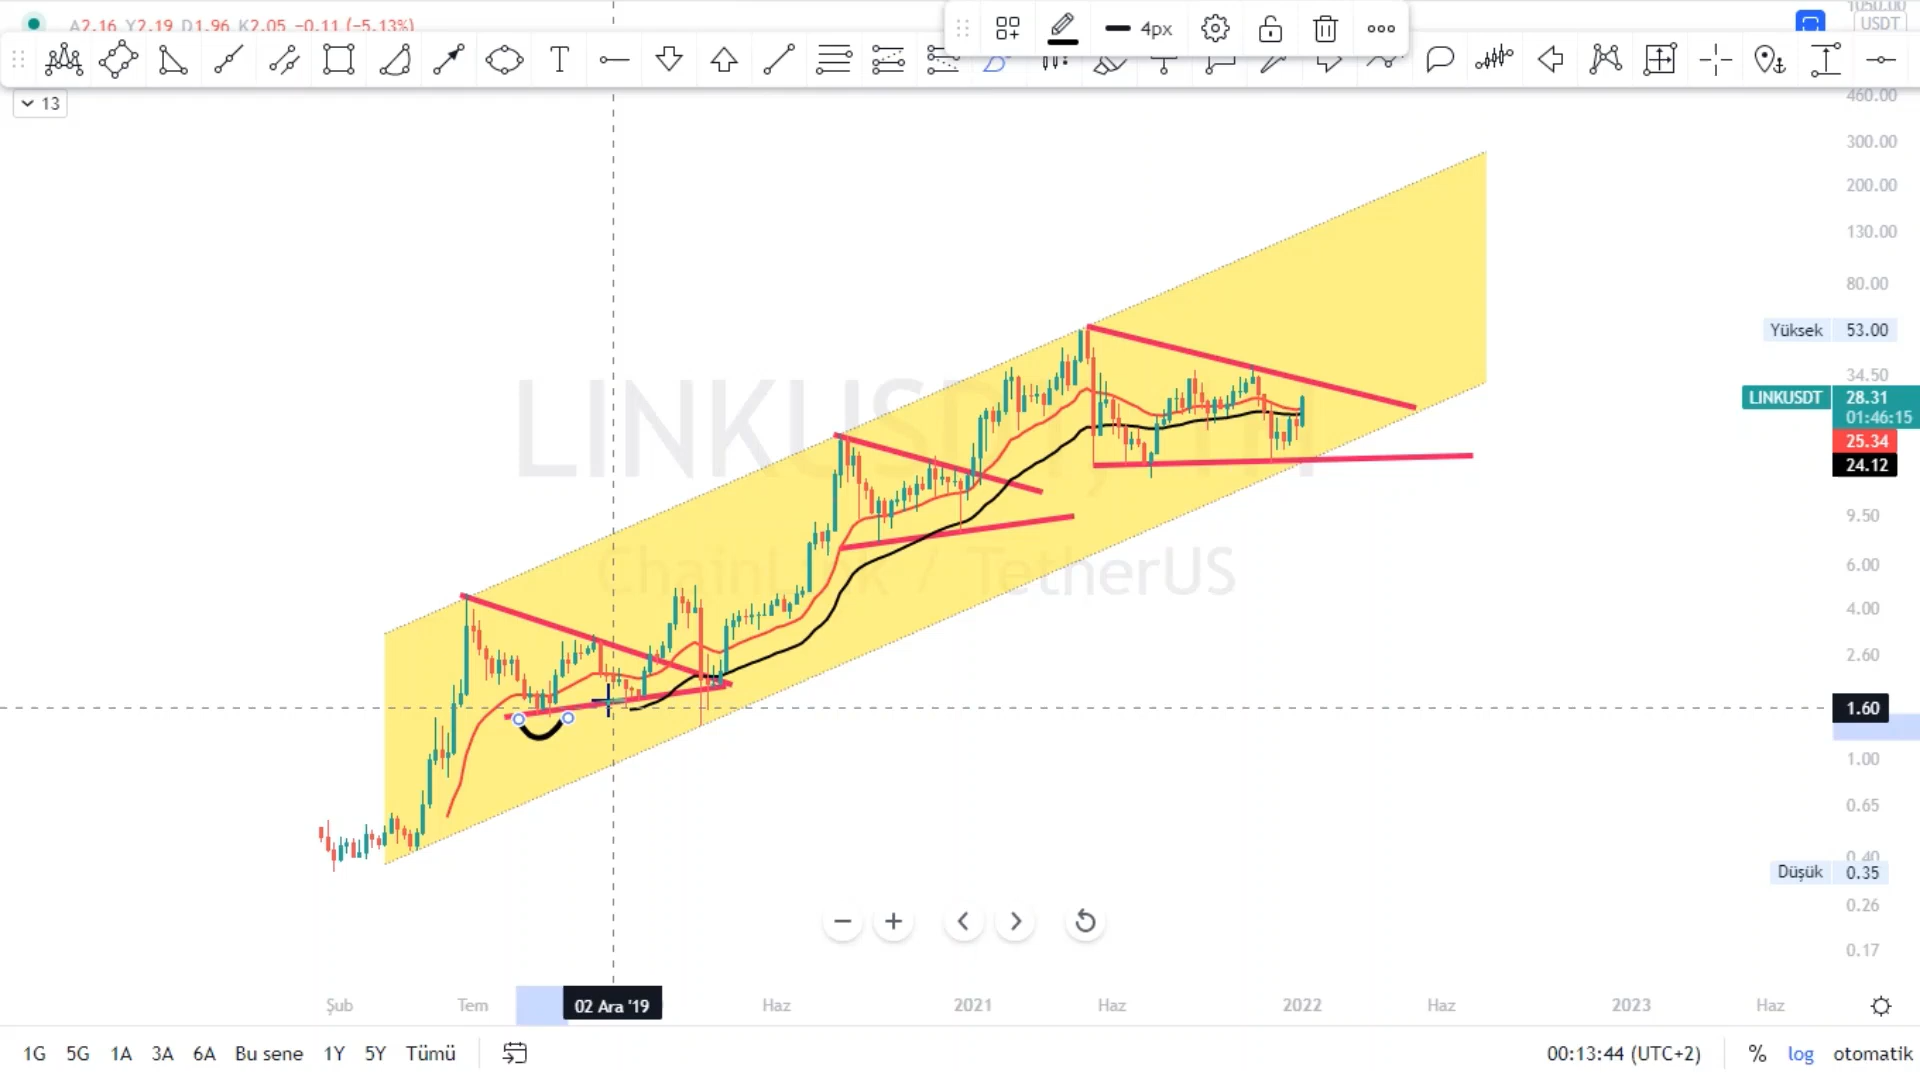 A2.16 Y2.19 D1.96 K2.05 −0.11 (−5.13%)
4px
1050.00
USDT
13
460.00
300.00
200.00
130.00
80.00
Yüksek 53.00
34.50
LINKUSDT 28.31
01:46:15
25.34
24.12
9.50
6.00
4.00
2.60
1.60
1.00
0.65
0.40
Düşük 0.35
0.26
0.17
ChainLink / TetherUS
Şub Tem 02 Ara '19 Haz 2021 Haz 2022 Haz 2023 Haz
1G 5G 1A 3A 6A Bu sene 1Y 5Y Tümü 00:13:44 (UTC+2) % log otomatik